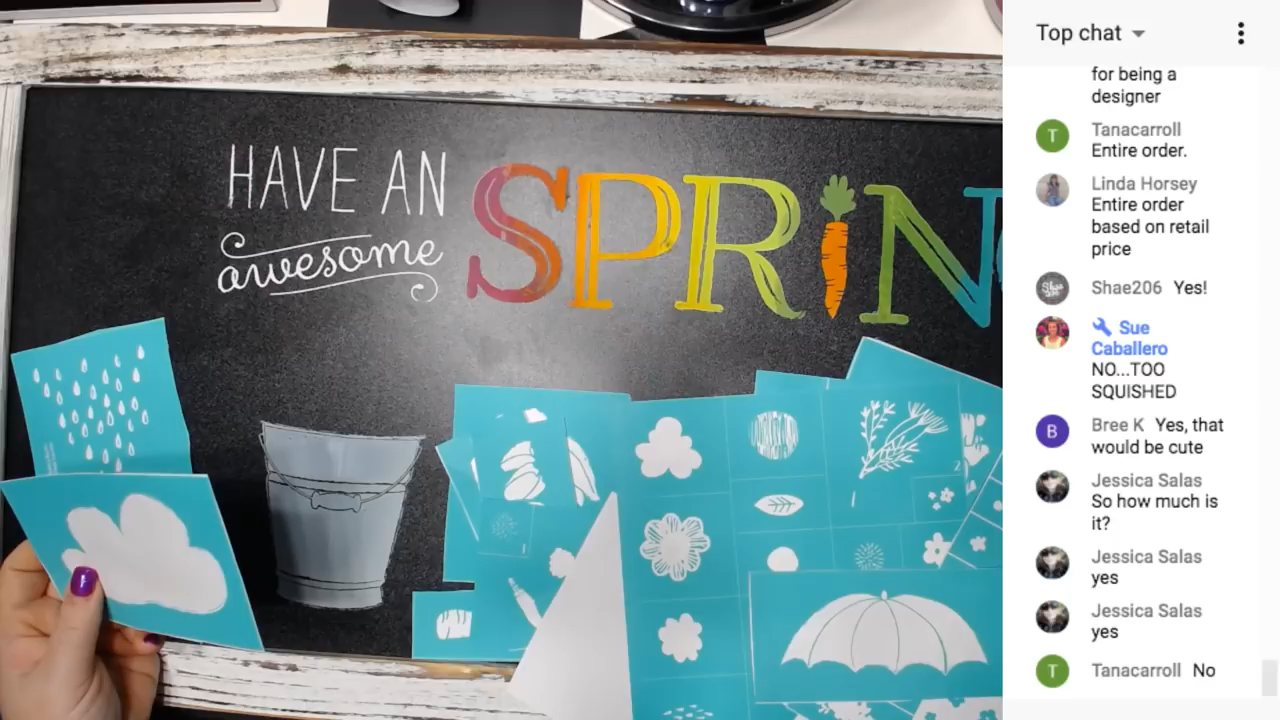 HAVE AN
awesome
SPRIN
Top chat
for being a
designer
Tanacarroll
Entire order.
Linda Horsey
Entire order
based on retail
price
Shae206 Yes!
Sue
Caballero
NO...TOO
SQUISHED
Bree K Yes, that
would be cute
Jessica Salas
So how much is
it?
Jessica Salas
yes
Jessica Salas
yes
Tanacarroll No
T
T
B